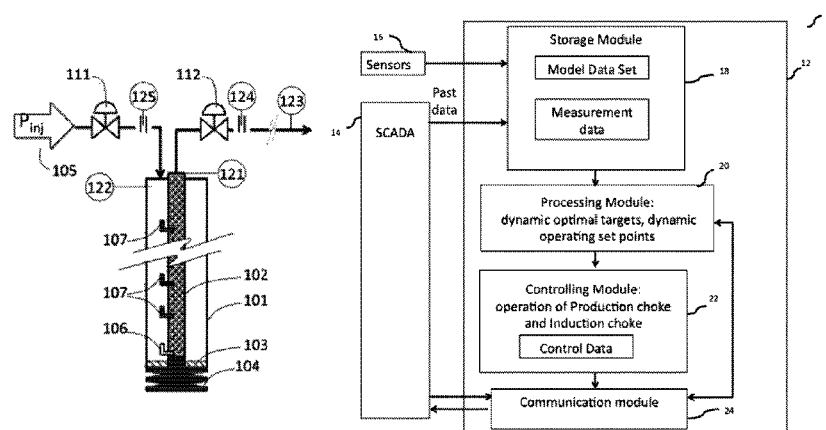 111
112
125
124
123
Pinj
105
122
121
107
107
102
101
106
103
104
16
Sensors
Past
data
14
SCADA
12
Storage Module
Model Data Set
18
Measurement
data
20
Processing Module:
dynamic optimal targets, dynamic
operating set points
Controlling Module:
operation of Production choke
and Induction choke
22
Control Data
Communication module
24